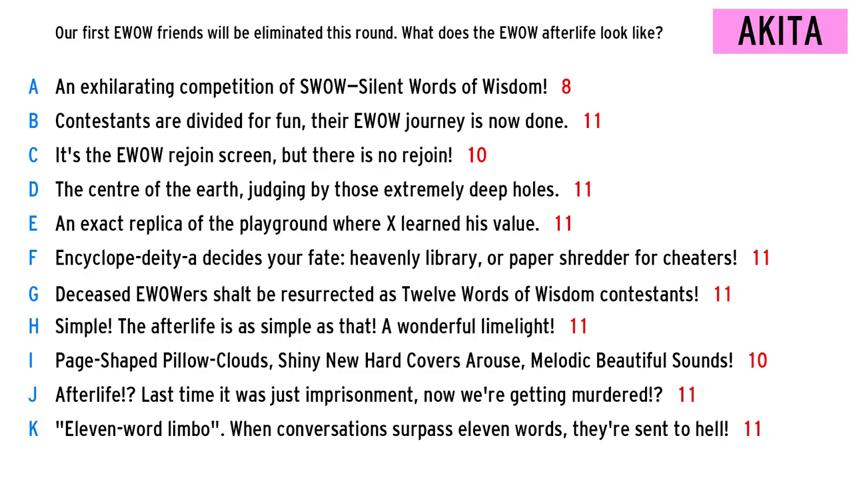 Our first EWOW friends will be eliminated this round. What does the EWOW afterlife look like?
AKITA
A An exhilarating competition of SWOW—Silent Words of Wisdom! 8
B Contestants are divided for fun, their EWOW journey is now done. 11
C It's the EWOW rejoin screen, but there is no rejoin! 10
D The centre of the earth, judging by those extremely deep holes. 11
E An exact replica of the playground where X learned his value. 11
F Encyclope-deity-a decides your fate: heavenly library, or paper shredder for cheaters! 11
G Deceased EWOWers shalt be resurrected as Twelve Words of Wisdom contestants! 11
H Simple! The afterlife is as simple as that! A wonderful limelight! 11
I Page-Shaped Pillow-Clouds, Shiny New Hard Covers Arouse, Melodic Beautiful Sounds! 10
J Afterlife!? Last time it was just imprisonment, now we're getting murdered!? 11
K "Eleven-word limbo". When conversations surpass eleven words, they're sent to hell! 11